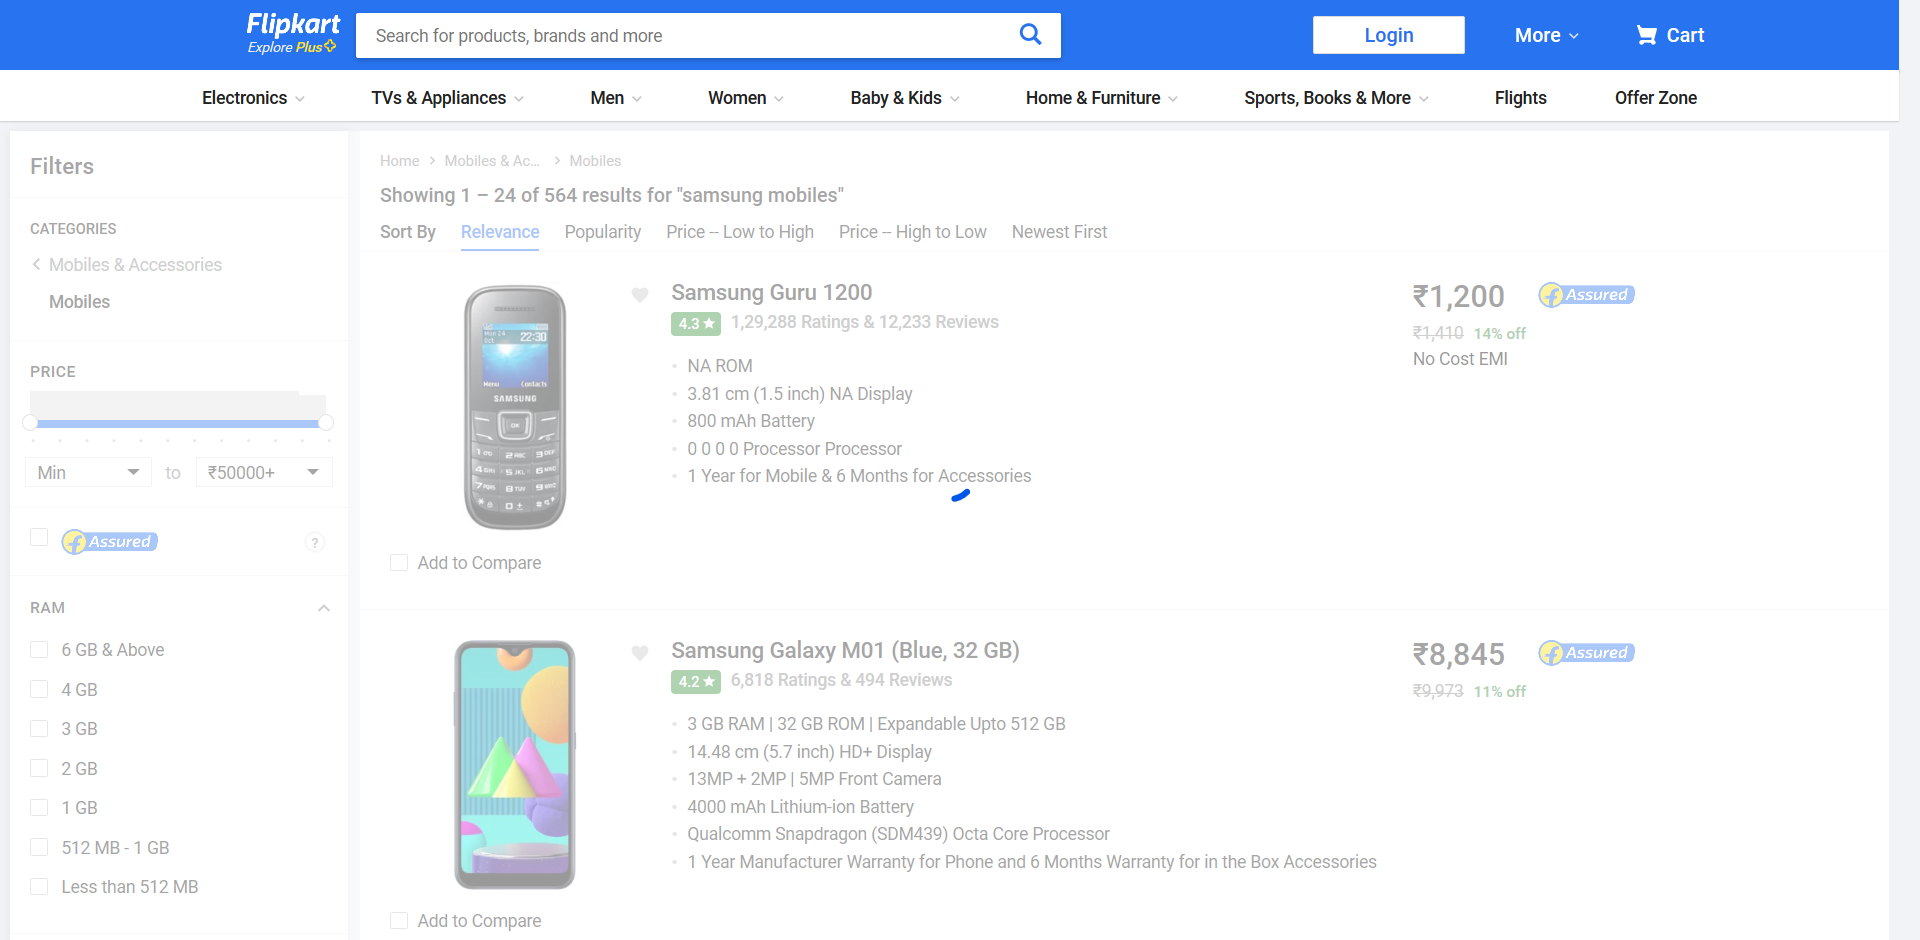 Flipkart
Explore Plus
Search for products, brands and more
Login
More
Cart
Electronics
TVs & Appliances
Men
Women
Baby & Kids
Home & Furniture
Sports, Books & More
Flights
Offer Zone
Filters
CATEGORIES
Mobiles & Accessories
Mobiles
PRICE
Min to ₹50000+
Assured
?
RAM
6 GB & Above
4 GB
3 GB
2 GB
1 GB
512 MB - 1 GB
Less than 512 MB
Home > Mobiles & Ac... > Mobiles
Showing 1 – 24 of 564 results for "samsung mobiles"
Sort By Relevance Popularity Price -- Low to High Price -- High to Low Newest First
22:30
Menu Contacts
SAMSUNG
OK
Add to Compare
Samsung Guru 1200
4.3 ★ 1,29,288 Ratings & 12,233 Reviews
NA ROM
3.81 cm (1.5 inch) NA Display
800 mAh Battery
0 0 0 0 Processor Processor
1 Year for Mobile & 6 Months for Accessories
₹1,200
Assured
₹1,410 14% off
No Cost EMI
Add to Compare
Samsung Galaxy M01 (Blue, 32 GB)
4.2 ★ 6,818 Ratings & 494 Reviews
3 GB RAM | 32 GB ROM | Expandable Upto 512 GB
14.48 cm (5.7 inch) HD+ Display
13MP + 2MP | 5MP Front Camera
4000 mAh Lithium-ion Battery
Qualcomm Snapdragon (SDM439) Octa Core Processor
1 Year Manufacturer Warranty for Phone and 6 Months Warranty for in the Box Accessories
₹8,845
Assured
₹9,973 11% off